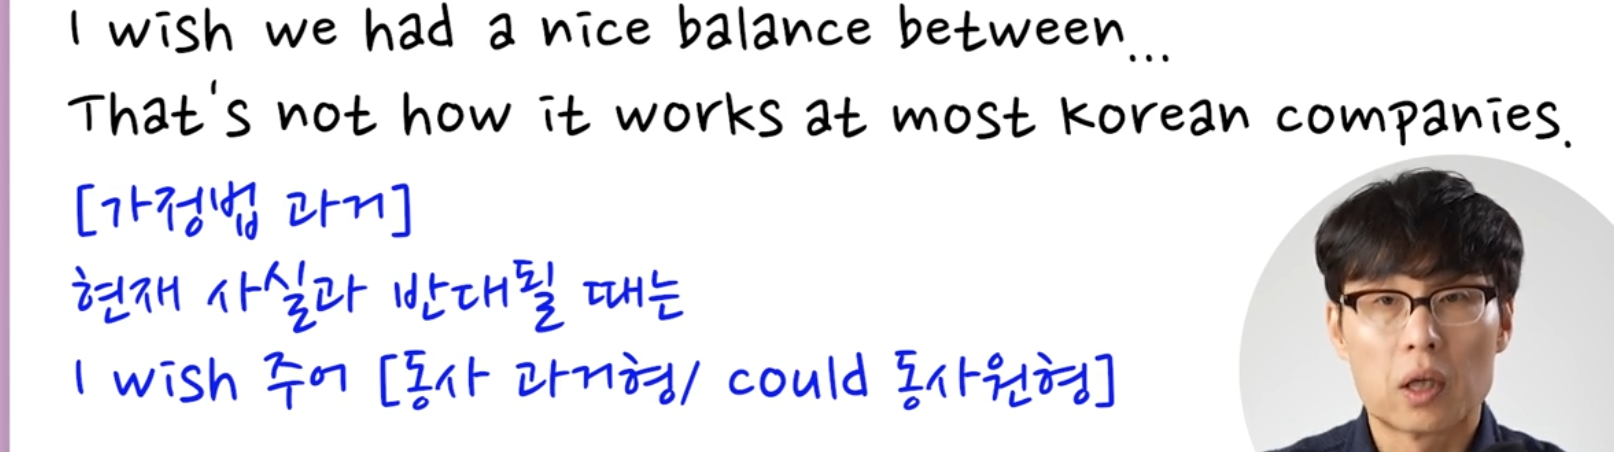 I wish we had a nice balance between...
That's not how it works at most Korean companies.
[가정법 과거]
현재 사실과 반대될 때는
I wish 주어 [동사 과거형/ could 동사원형]